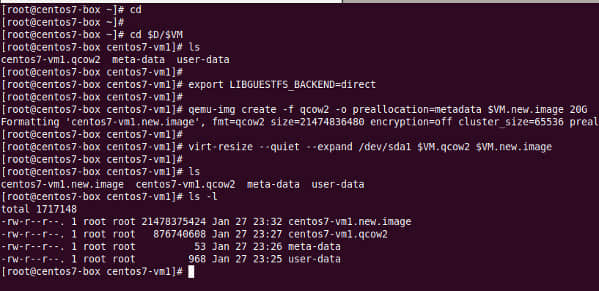 [root@centos7-box ~]# cd
[root@centos7-box ~]#
[root@centos7-box ~]# cd $D/$VM
[root@centos7-box centos7-vm1]# ls
centos7-vm1.qcow2  meta-data  user-data
[root@centos7-box centos7-vm1]#
[root@centos7-box centos7-vm1]# export LIBGUESTFS_BACKEND=direct
[root@centos7-box centos7-vm1]#
[root@centos7-box centos7-vm1]# qemu-img create -f qcow2 -o preallocation=metadata $VM.new.image 20G
Formatting 'centos7-vm1.new.image', fmt=qcow2 size=21474836480 encryption=off cluster_size=65536 preal
[root@centos7-box centos7-vm1]#
[root@centos7-box centos7-vm1]# virt-resize --quiet --expand /dev/sda1 $VM.qcow2 $VM.new.image
[root@centos7-box centos7-vm1]#
[root@centos7-box centos7-vm1]# ls
centos7-vm1.new.image  centos7-vm1.qcow2  meta-data  user-data
[root@centos7-box centos7-vm1]# ls -l
total 1717148
-rw-r--r--. 1 root root 21478375424 Jan 27 23:32 centos7-vm1.new.image
-rw-r--r--. 1 root root   876740608 Jan 27 23:27 centos7-vm1.qcow2
-rw-r--r--. 1 root root          53 Jan 27 23:26 meta-data
-rw-r--r--. 1 root root         968 Jan 27 23:25 user-data
[root@centos7-box centos7-vm1]#